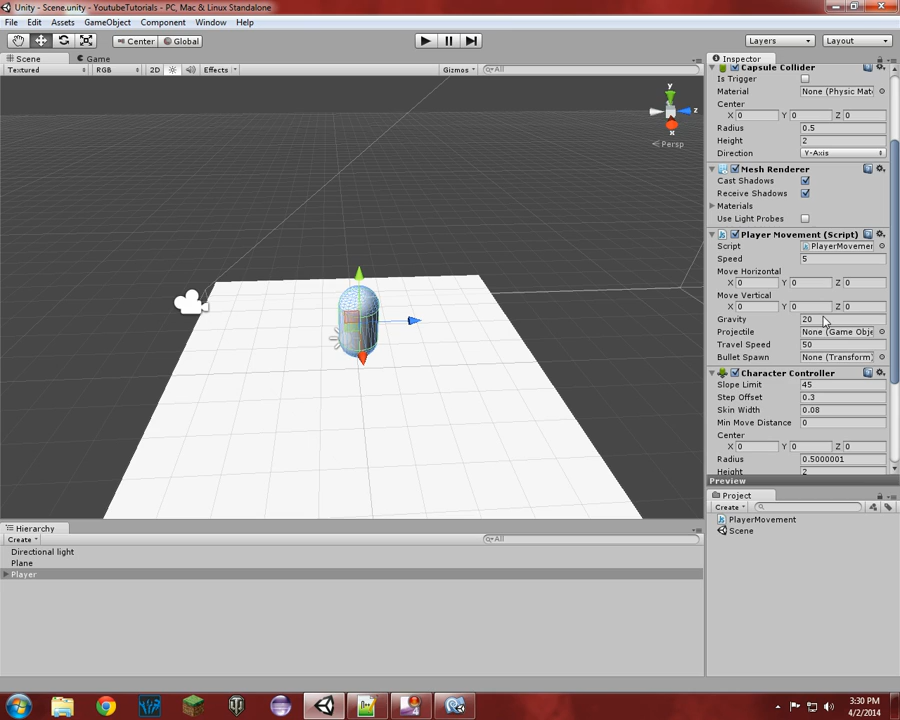 Unity - Scene.unity - YoutubeTutorials - PC, Mac & Linux Standalone
File Edit Assets GameObject Component Window Help
Center Global Layers Layout
Scene Game Inspector
Textured RGB 2D Effects Gizmos All
Capsule Collider
Is Trigger
Material None (Physic Mat
Center
X 0 Y 0 Z 0
Radius 0.5
Height 2
Direction Y-Axis
y
z
x
Persp
Mesh Renderer
Cast Shadows
Receive Shadows
Materials
Use Light Probes
Player Movement (Script)
Script PlayerMovemer
Speed 5
Move Horizontal
X 0 Y 0 Z 0
Move Vertical
X 0 Y 0 Z 0
Gravity 20
Projectile None (Game Obje
Travel Speed 50
Bullet Spawn None (Transform)
Character Controller
Slope Limit 45
Step Offset 0.3
Skin Width 0.08
Min Move Distance 0
Center
X 0 Y 0 Z 0
Radius 0.5000001
Height 2
Preview
Project
Create
PlayerMovement
Scene
Hierarchy
Create All
Directional light
Plane
Player
3:30 PM
4/2/2014